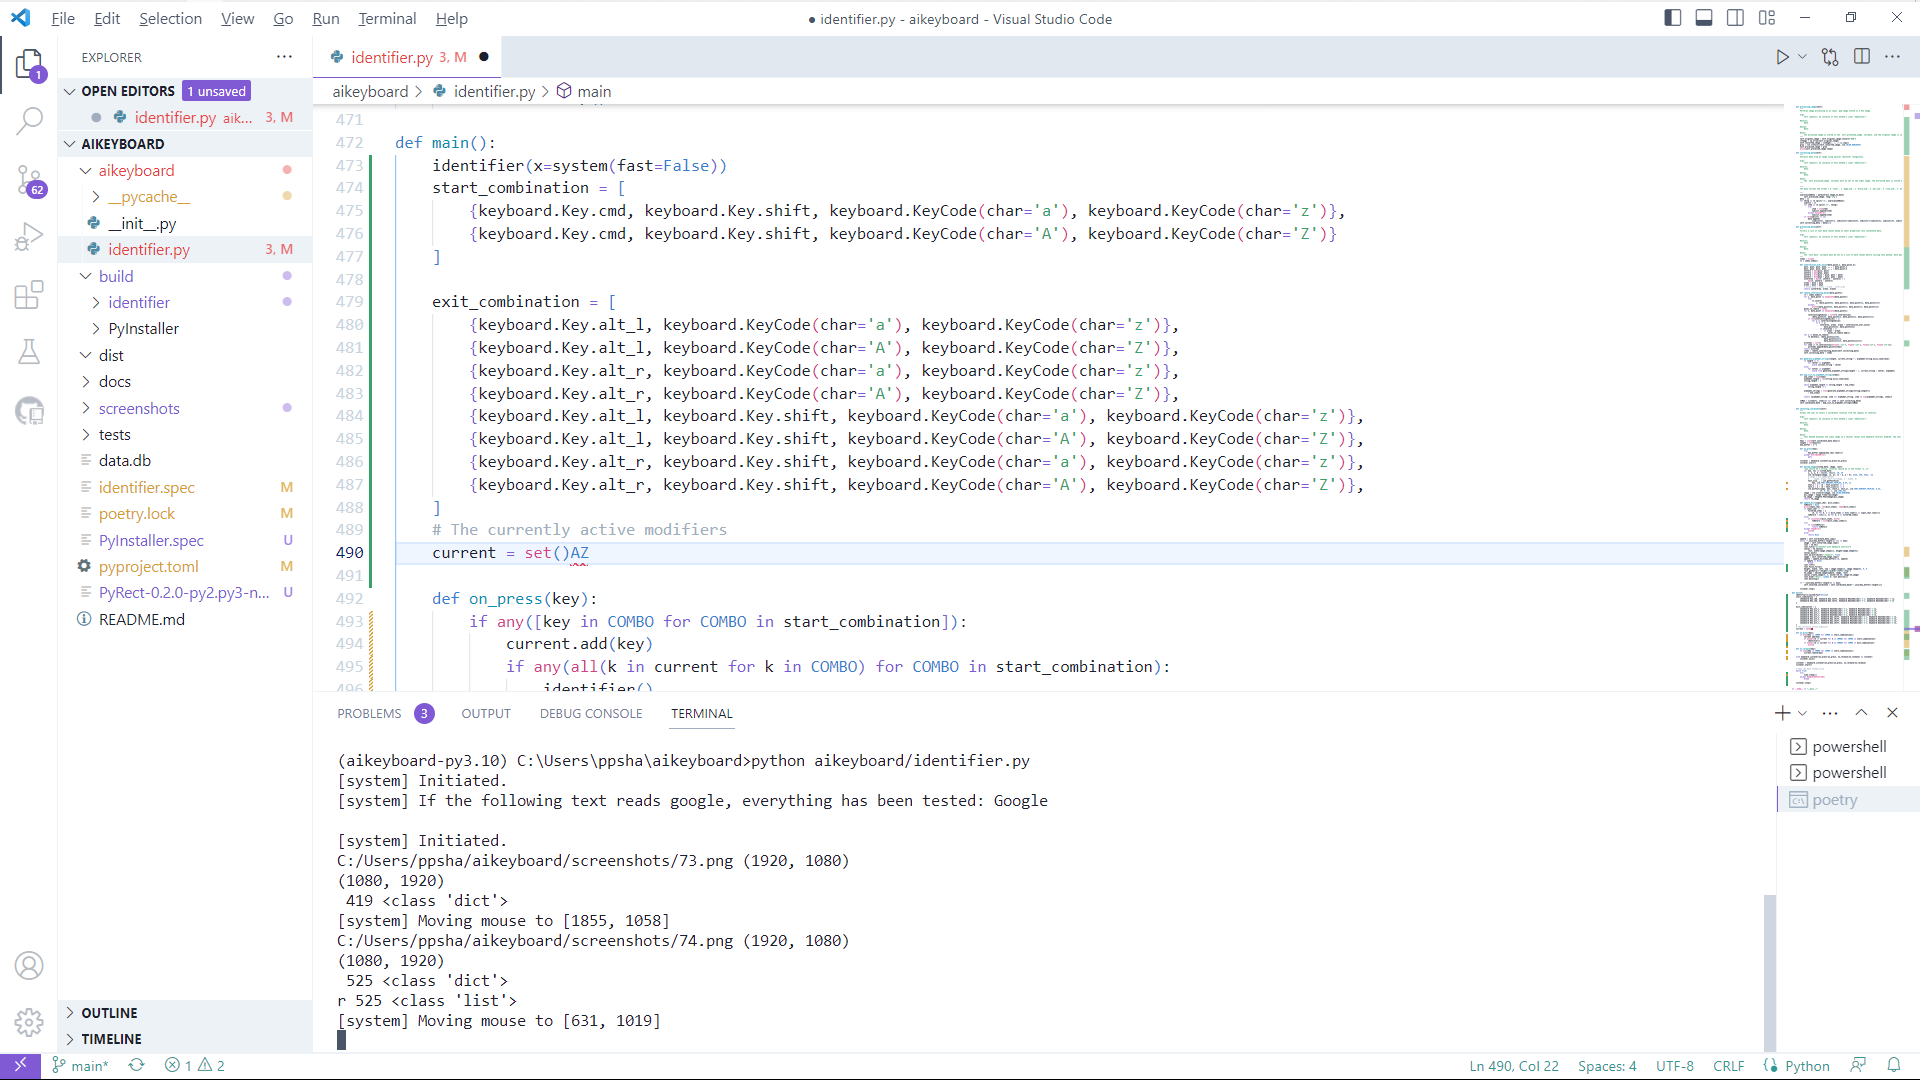 File Edit Selection View Go Run Terminal Help
● identifier.py - aikeyboard - Visual Studio Code
EXPLORER
OPEN EDITORS 1 unsaved
identifier.py aik... 3, M
AIKEYBOARD
aikeyboard
__pycache__
__init__.py
identifier.py 3, M
build
identifier
PyInstaller
dist
docs
screenshots
tests
data.db
identifier.spec M
poetry.lock M
PyInstaller.spec U
pyproject.toml M
PyRect-0.2.0-py2.py3-n... U
README.md
OUTLINE
TIMELINE
1
62
identifier.py 3, M
aikeyboard > identifier.py > main
471
472 def main():
473 identifier(x=system(fast=False))
474 start_combination = [
475 {keyboard.Key.cmd, keyboard.Key.shift, keyboard.KeyCode(char='a'), keyboard.KeyCode(char='z')},
476 {keyboard.Key.cmd, keyboard.Key.shift, keyboard.KeyCode(char='A'), keyboard.KeyCode(char='Z')}
477 ]
478
479 exit_combination = [
480 {keyboard.Key.alt_l, keyboard.KeyCode(char='a'), keyboard.KeyCode(char='z')},
481 {keyboard.Key.alt_l, keyboard.KeyCode(char='A'), keyboard.KeyCode(char='Z')},
482 {keyboard.Key.alt_r, keyboard.KeyCode(char='a'), keyboard.KeyCode(char='z')},
483 {keyboard.Key.alt_r, keyboard.KeyCode(char='A'), keyboard.KeyCode(char='Z')},
484 {keyboard.Key.alt_l, keyboard.Key.shift, keyboard.KeyCode(char='a'), keyboard.KeyCode(char='z')},
485 {keyboard.Key.alt_l, keyboard.Key.shift, keyboard.KeyCode(char='A'), keyboard.KeyCode(char='Z')},
486 {keyboard.Key.alt_r, keyboard.Key.shift, keyboard.KeyCode(char='a'), keyboard.KeyCode(char='z')},
487 {keyboard.Key.alt_r, keyboard.Key.shift, keyboard.KeyCode(char='A'), keyboard.KeyCode(char='Z')},
488 ]
489 # The currently active modifiers
490 current = set()AZ
491
492 def on_press(key):
493 if any([key in COMBO for COMBO in start_combination]):
494 current.add(key)
495 if any(all(k in current for k in COMBO) for COMBO in start_combination):
496 identifier()
PROBLEMS 3 OUTPUT DEBUG CONSOLE TERMINAL
(aikeyboard-py3.10) C:\Users\ppsha\aikeyboard>python aikeyboard/identifier.py
[system] Initiated.
[system] If the following text reads google, everything has been tested: Google
[system] Initiated.
C:/Users/ppsha/aikeyboard/screenshots/73.png (1920, 1080)
(1080, 1920)
419 <class 'dict'>
[system] Moving mouse to [1855, 1058]
C:/Users/ppsha/aikeyboard/screenshots/74.png (1920, 1080)
(1080, 1920)
525 <class 'dict'>
r 525 <class 'list'>
[system] Moving mouse to [631, 1019]
powershell
powershell
poetry
main* 1 2 Ln 490, Col 22 Spaces: 4 UTF-8 CRLF Python